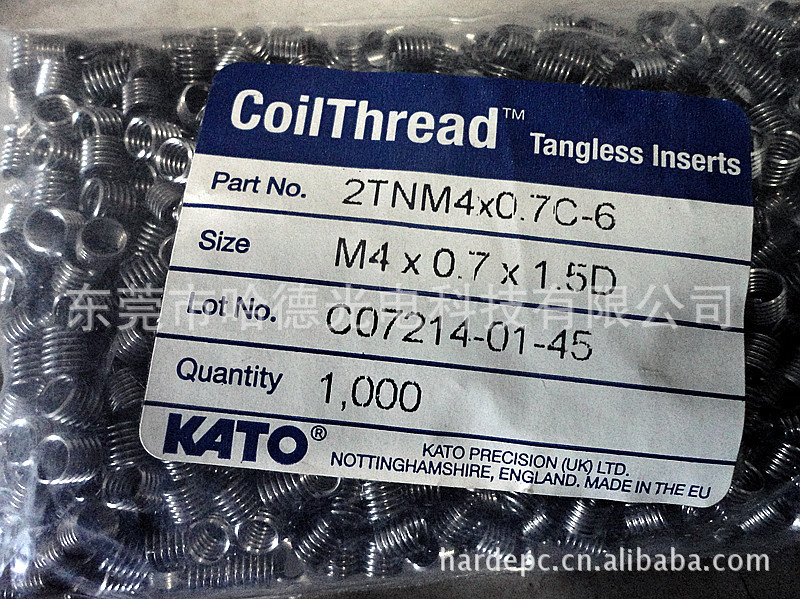 CoilThread™ Tangless Inserts
Part No. 2TNM4x0.7C-6
Size M4 x 0.7 x 1.5D
东莞市哈德光电科技有限公司
Lot No. C07214-01-45
Quantity 1,000
KATO® KATO PRECISION (UK) LTD.
NOTTINGHAMSHIRE, ENGLAND. MADE IN THE EU
hardepc.cn.alibaba.com